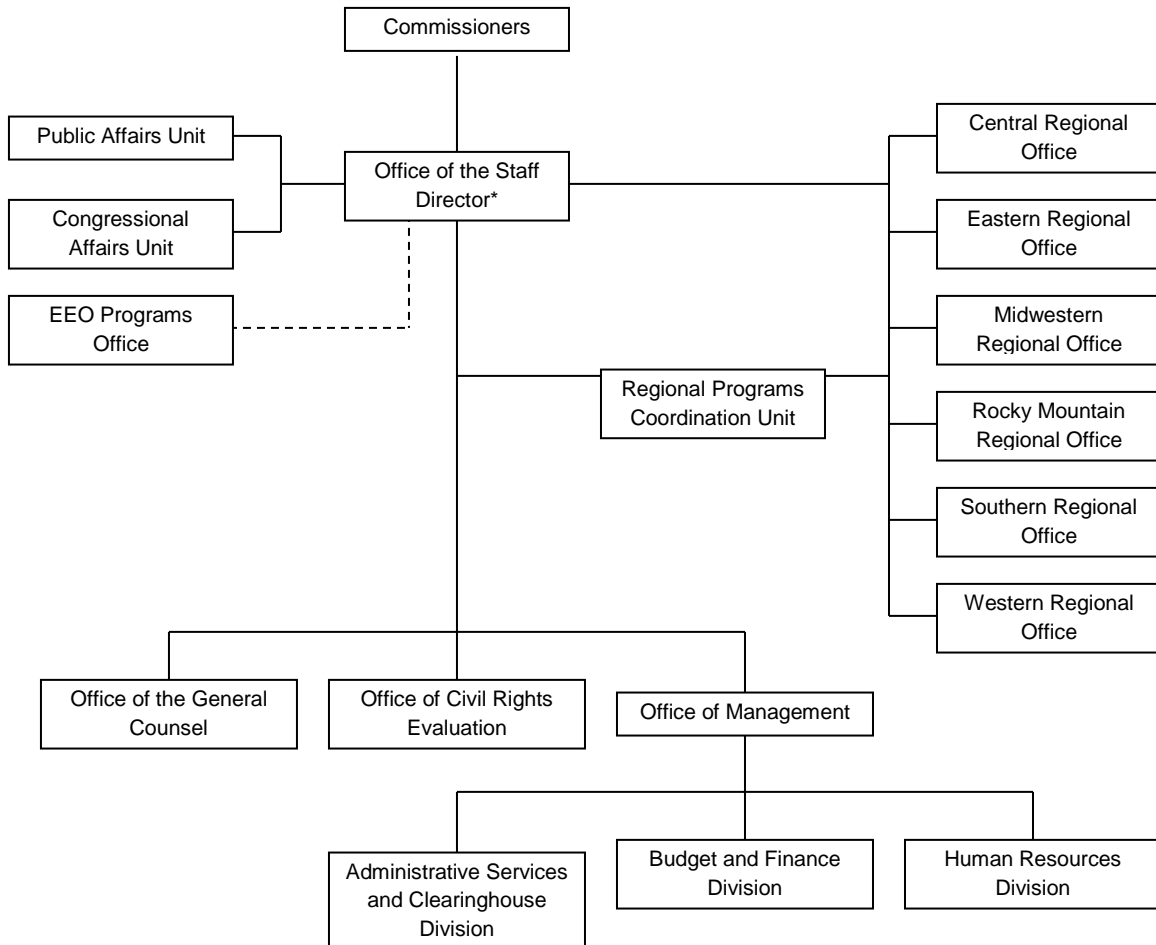 Commissioners
Public Affairs Unit
Central Regional
Office
Office of the Staff
Director*
Congressional
Affairs Unit
Eastern Regional
Office
EEO Programs
Office
Midwestern
Regional Office
Regional Programs
Coordination Unit
Rocky Mountain
Regional Office
Southern Regional
Office
Western Regional
Office
Office of the General
Counsel
Office of Civil Rights
Evaluation
Office of Management
Administrative Services
and Clearinghouse
Division
Budget and Finance
Division
Human Resources
Division